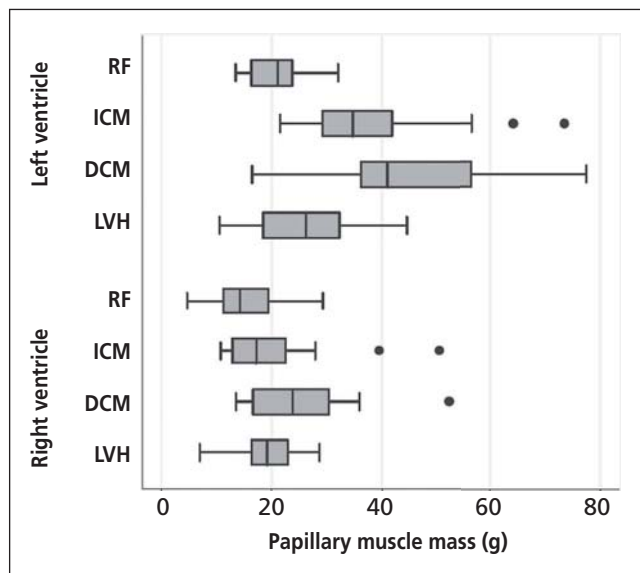 Left ventricle
RF
ICM
DCM
LVH
Right ventricle
RF
ICM
DCM
LVH
0 20 40 60 80
Papillary muscle mass (g)